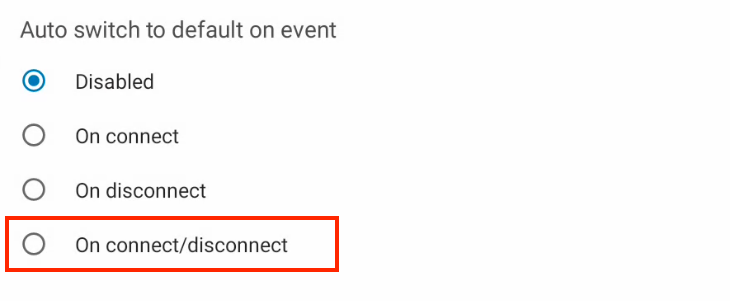 Auto switch to default on event
Disabled
On connect
On disconnect
On connect/disconnect